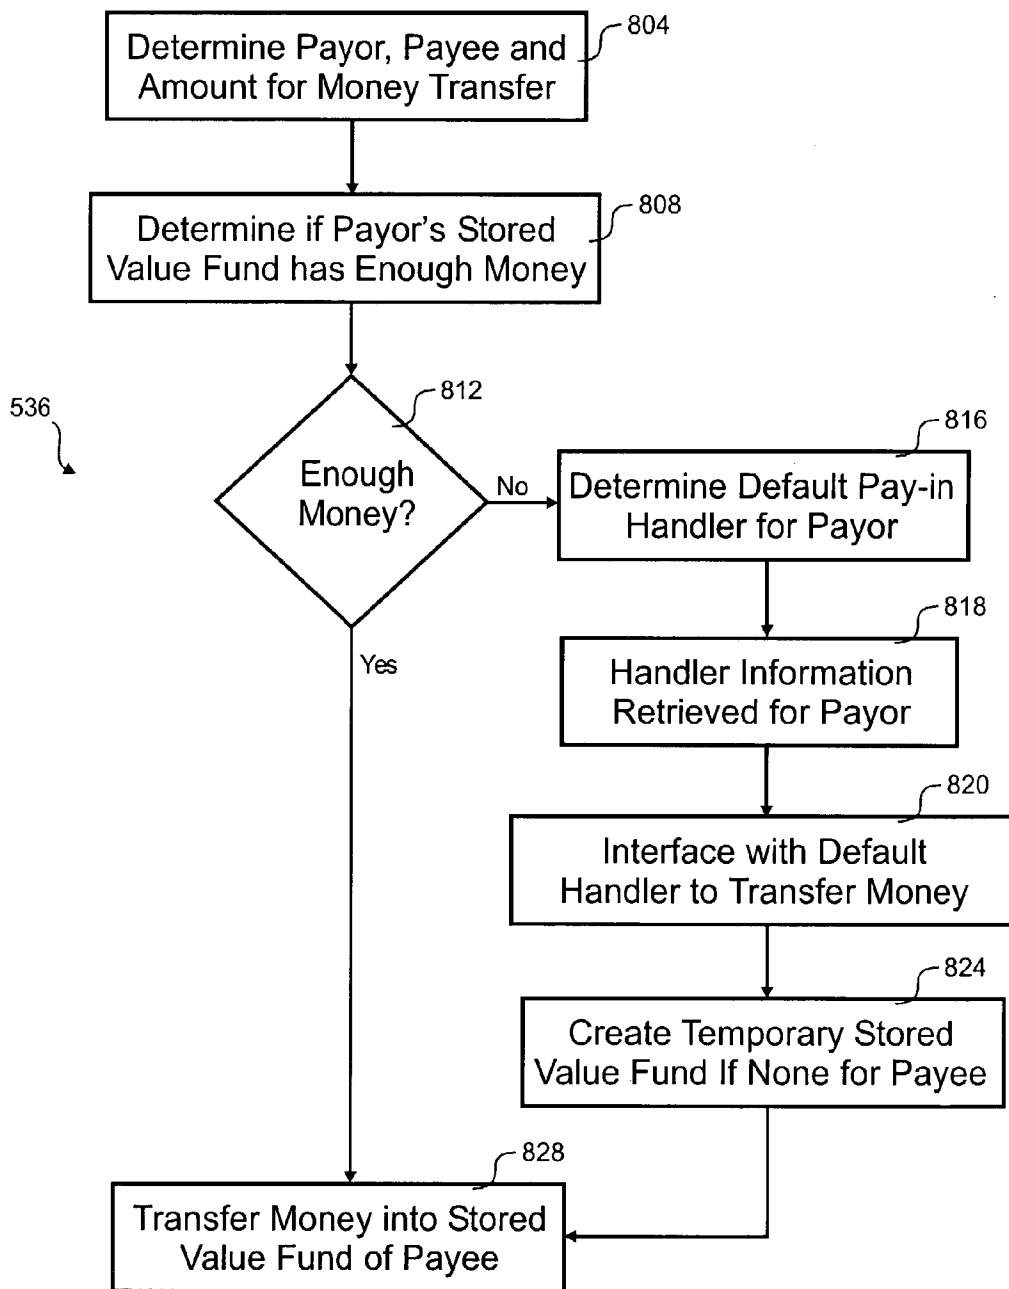 804
Determine Payor, Payee and
Amount for Money Transfer
808
Determine if Payor's Stored
Value Fund has Enough Money
812
536
Enough
Money?
No
Yes
816
Determine Default Pay-in
Handler for Payor
818
Handler Information
Retrieved for Payor
820
Interface with Default
Handler to Transfer Money
824
Create Temporary Stored
Value Fund If None for Payee
828
Transfer Money into Stored
Value Fund of Payee